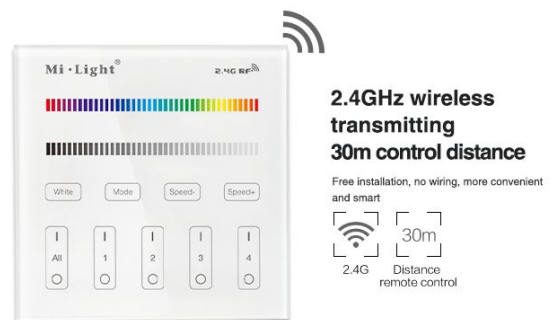 Mi·Light®
2.4G RF
2.4GHz wireless
transmitting
30m control distance
Free installation, no wiring, more convenient
and smart
White Mode Speed- Speed+
All 1 2 3 4
30m
2.4G Distance
remote control